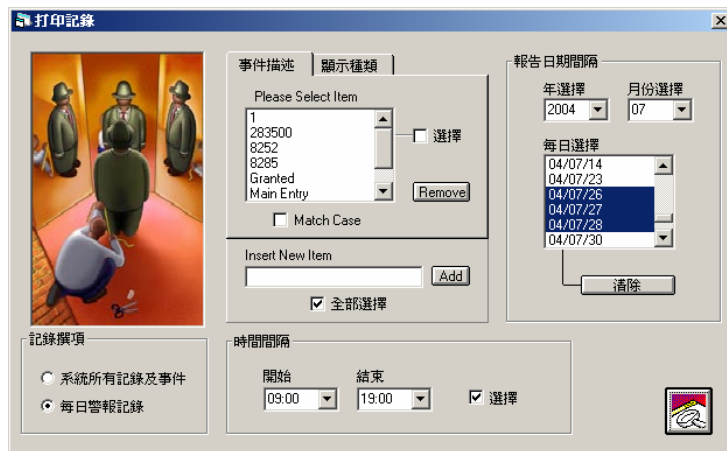 打印記錄
事件描述
顯示種類
Please Select Item
1
283500
8252
8285
Granted
Main Entry
選擇
Remove
Match Case
Insert New Item
Add
全部選擇
報告日期間隔
年選擇
月份選擇
2004
07
每日選擇
04/07/14
04/07/23
04/07/26
04/07/27
04/07/28
04/07/30
清除
記錄撰項
系統所有記錄及事件
每日警報記錄
時間間隔
開始
結束
09:00
19:00
選擇